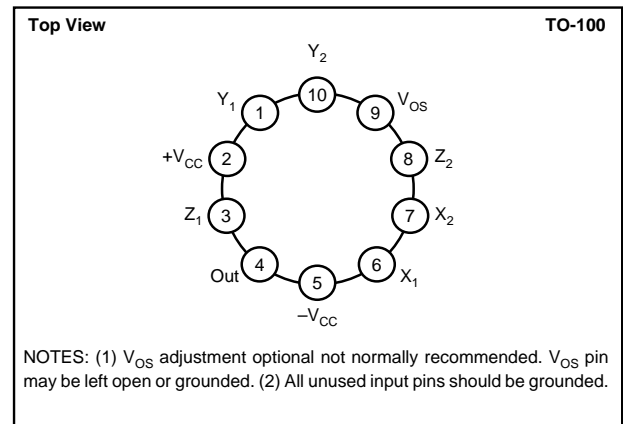 Top View TO-100
Y2
Y1 1 10 9 VOS
+VCC 2 8 Z2
Z1 3 7 X2
Out 4 5 6 X1
–VCC
NOTES: (1) VOS adjustment optional not normally recommended. VOS pin
may be left open or grounded. (2) All unused input pins should be grounded.